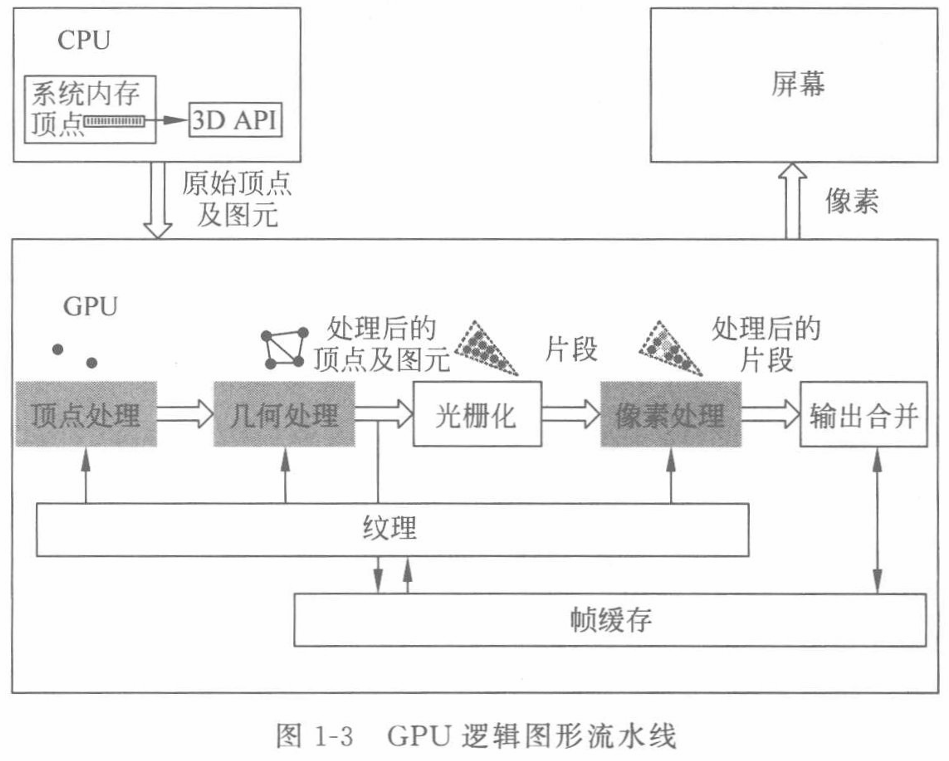 CPU
系统内存
顶点
3D API
屏幕
原始顶点
及图元
像素
GPU
处理后的
顶点及图元
片段
处理后的
片段
顶点处理
几何处理
光栅化
像素处理
输出合并
纹理
帧缓存
图 1-3 GPU 逻辑图形流水线